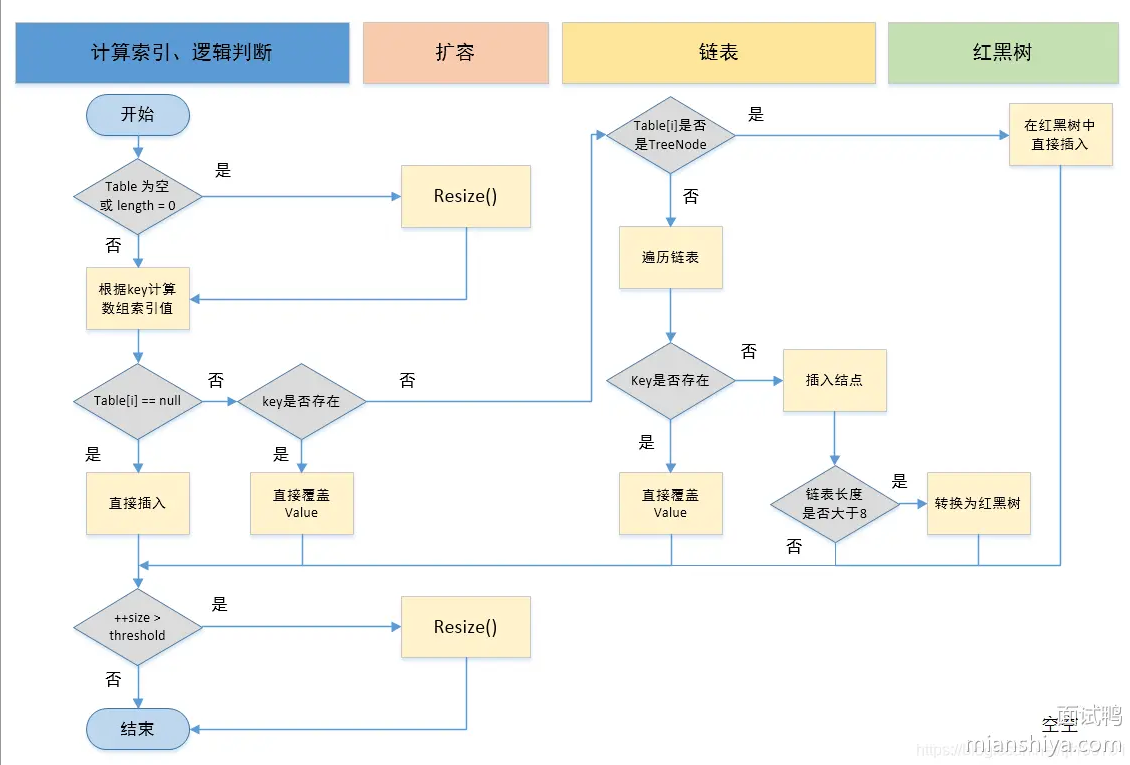 计算索引、逻辑判断
扩容
链表
红黑树
开始
Table 为空
或 length = 0
是
Resize()
否
根据key计算
数组索引值
Table[i] == null
否
key是否存在
否
是
直接插入
是
直接覆盖
Value
Table[i]是否
是TreeNode
是
在红黑树中
直接插入
否
遍历链表
Key是否存在
否
插入结点
是
直接覆盖
Value
链表长度
是否大于8
是
转换为红黑树
否
++size >
threshold
是
Resize()
否
结束
空空
面试鸭
mianshiya.com